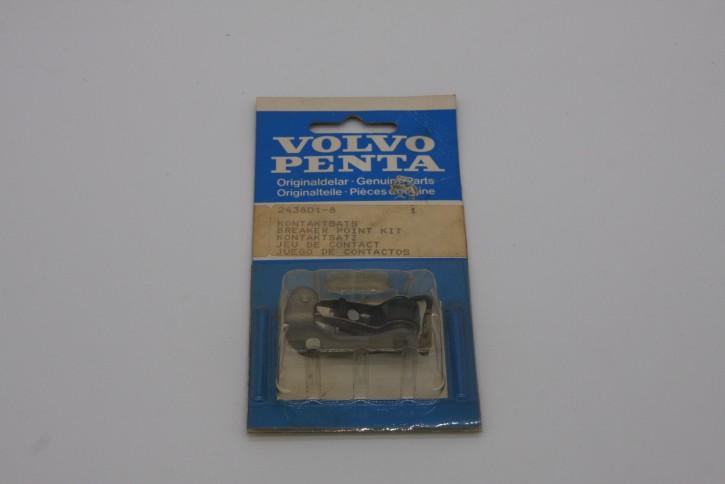 VOLVO
PENTA
Originaldelar · Genuine Parts
Originalteile · Pièces
243801-8 1
KONTAKTSATS
BREAKER POINT KIT
KONTAKTSATZ
JEU DE CONTACT
JUEGO DE CONTACTOS